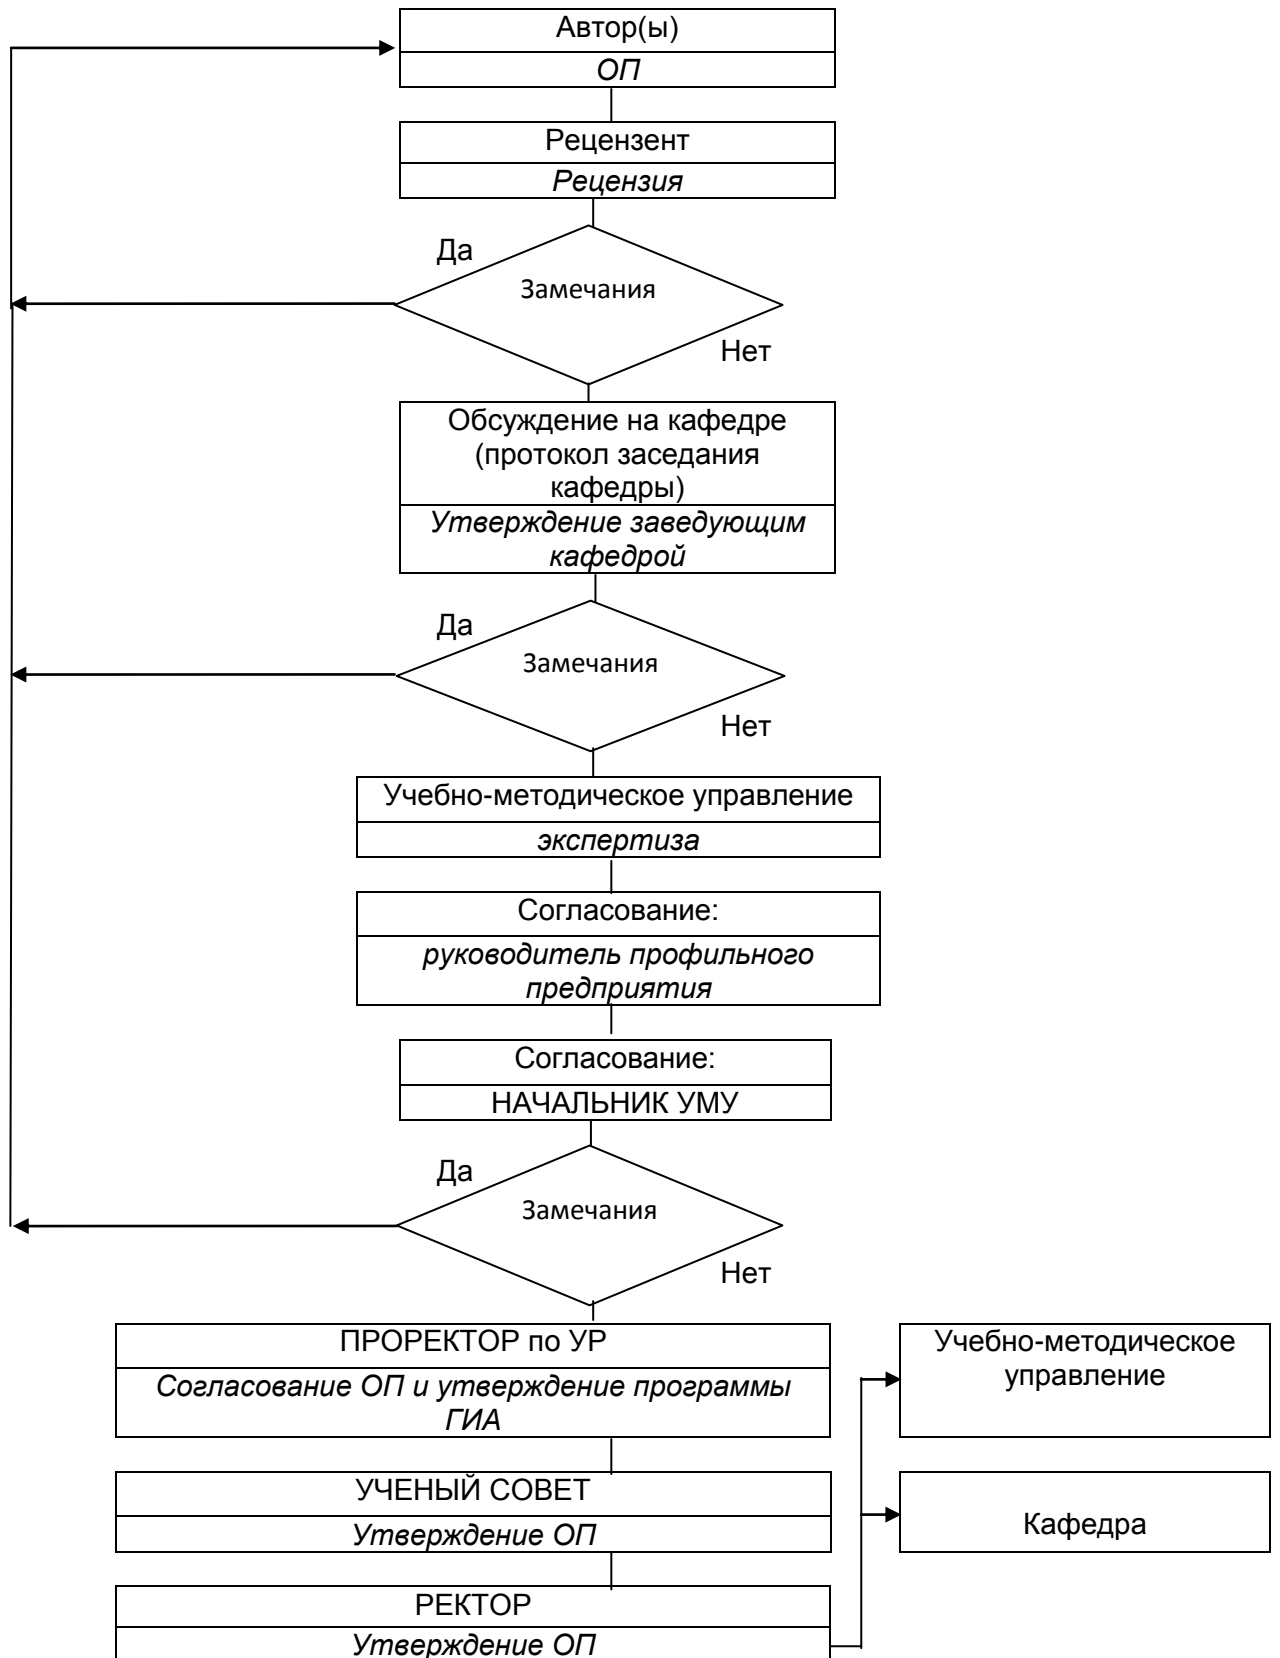 Автор(ы)
ОП
Рецензент
Рецензия
Да
Замечания
Нет
Обсуждение на кафедре
(протокол заседания
кафедры)
Утверждение заведующим
кафедрой
Да
Замечания
Нет
Учебно-методическое управление
экспертиза
Согласование:
руководитель профильного
предприятия
Согласование:
НАЧАЛЬНИК УМУ
Да
Замечания
Нет
ПРОРЕКТОР по УР
Согласование ОП и утверждение программы
ГИА
Учебно-методическое
управление
УЧЕНЫЙ СОВЕТ
Утверждение ОП
Кафедра
РЕКТОР
Утверждение ОП